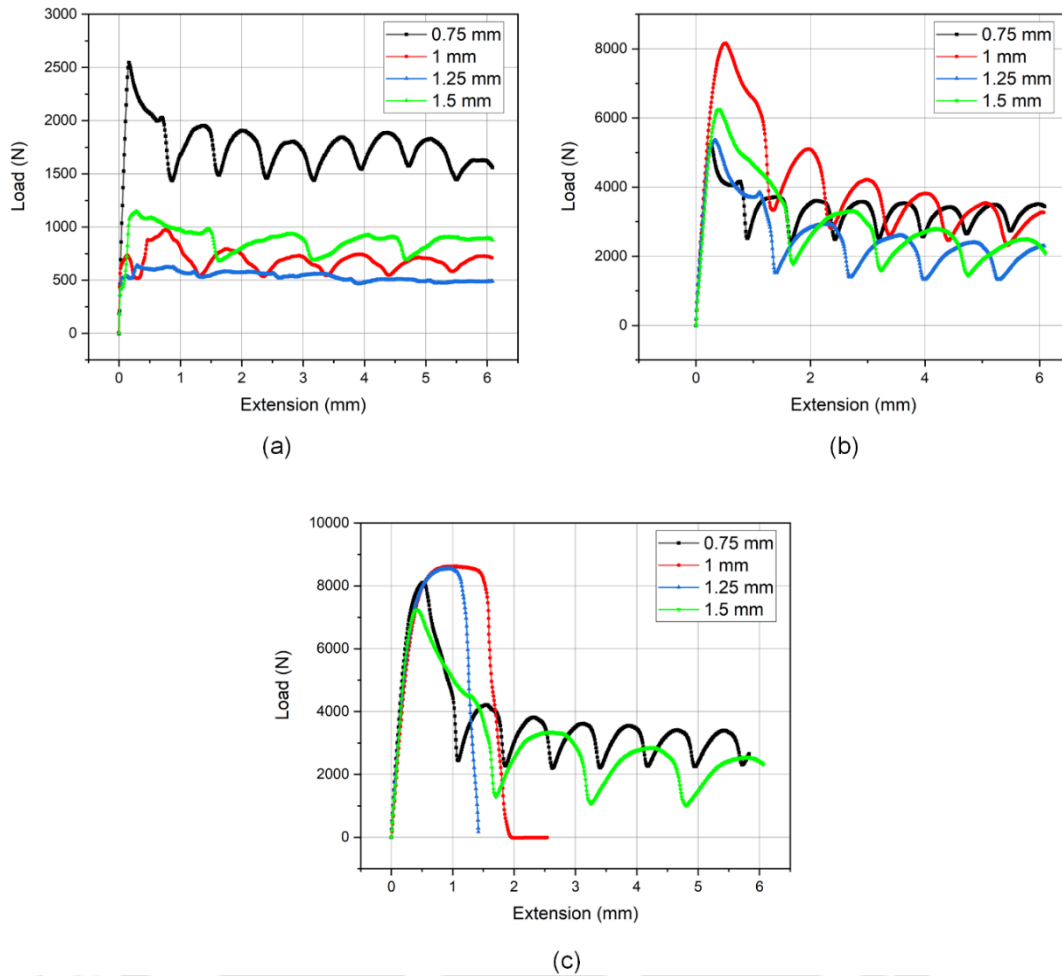 3000
2500
2000
1500
1000
500
0
Load (N)
0.75 mm
1 mm
1.25 mm
1.5 mm
0 1 2 3 4 5 6
Extension (mm)
(a)
8000
6000
4000
2000
0
Load (N)
0.75 mm
1 mm
1.25 mm
1.5 mm
0 2 4 6
Extension (mm)
(b)
10000
8000
6000
4000
2000
0
Load (N)
0.75 mm
1 mm
1.25 mm
1.5 mm
0 1 2 3 4 5 6
Extension (mm)
(c)